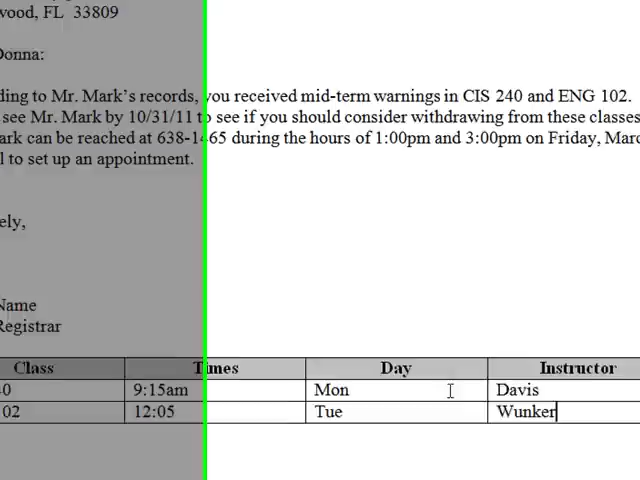 wood, FL 33809
Donna:
ding to Mr. Mark's records, you received mid-term warnings in CIS 240 and ENG 102.
see Mr. Mark by 10/31/11 to see if you should consider withdrawing from these classes
ark can be reached at 638-1465 during the hours of 1:00pm and 3:00pm on Friday, Marc
l to set up an appointment.
ely,
Name
Registrar
Class Times Day Instructor
40 9:15am Mon Davis
102 12:05 Tue Wunker